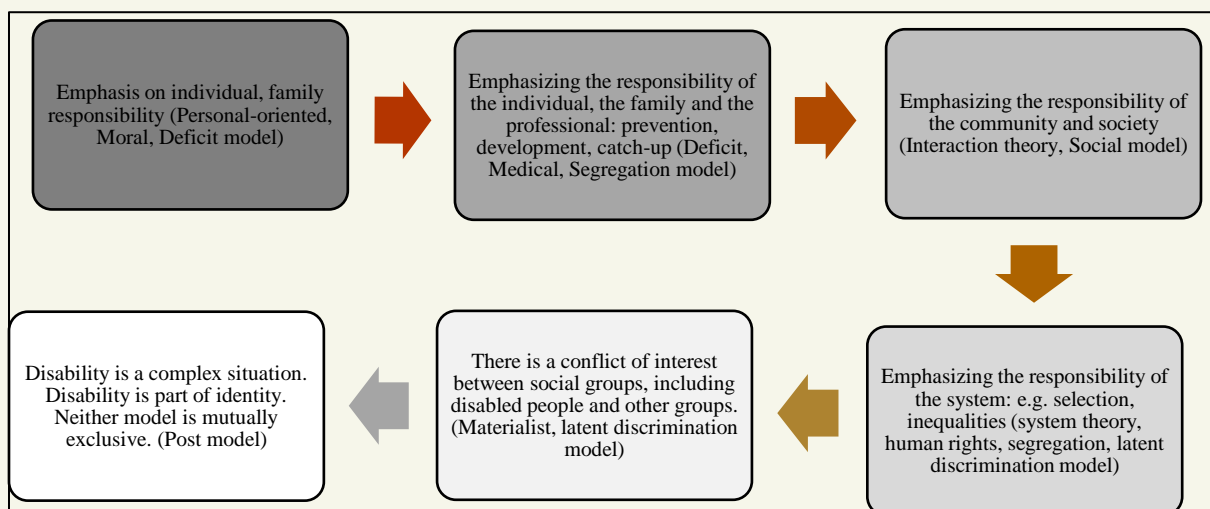 Emphasis on individual, family
responsibility (Personal-oriented,
Moral, Deficit model)
Emphasizing the responsibility of
the individual, the family and the
professional: prevention,
development, catch-up (Deficit,
Medical, Segregation model)
Emphasizing the responsibility of
the community and society
(Interaction theory, Social model)
Emphasizing the responsibility of
the system: e.g. selection,
inequalities (system theory,
human rights, segregation, latent
discrimination model)
There is a conflict of interest
between social groups, including
disabled people and other groups.
(Materialist, latent discrimination
model)
Disability is a complex situation.
Disability is part of identity.
Neither model is mutually
exclusive. (Post model)